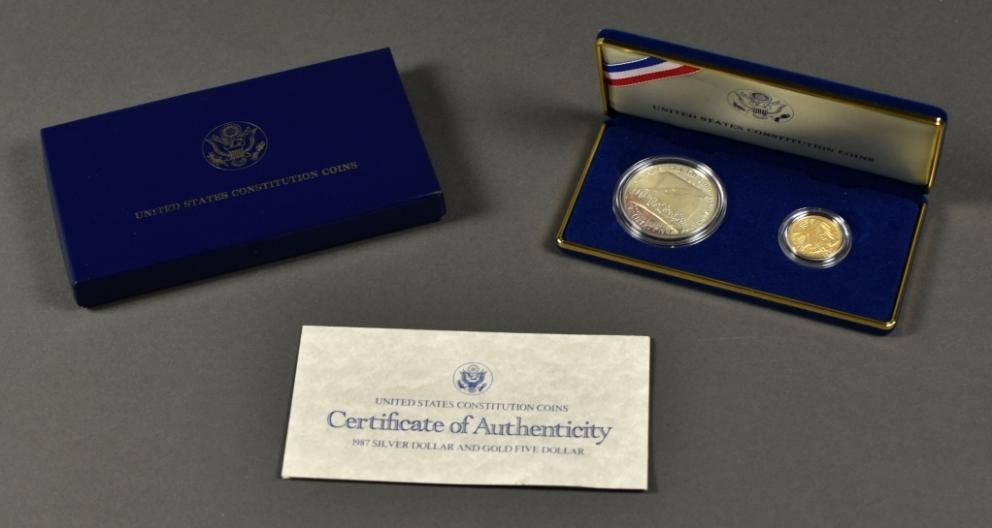 UNITED STATES CONSTITUTION COINS
UNITED STATES CONSTITUTION COINS
UNITED STATES CONSTITUTION COINS
Certificate of Authenticity
1987 SILVER DOLLAR AND GOLD FIVE DOLLAR